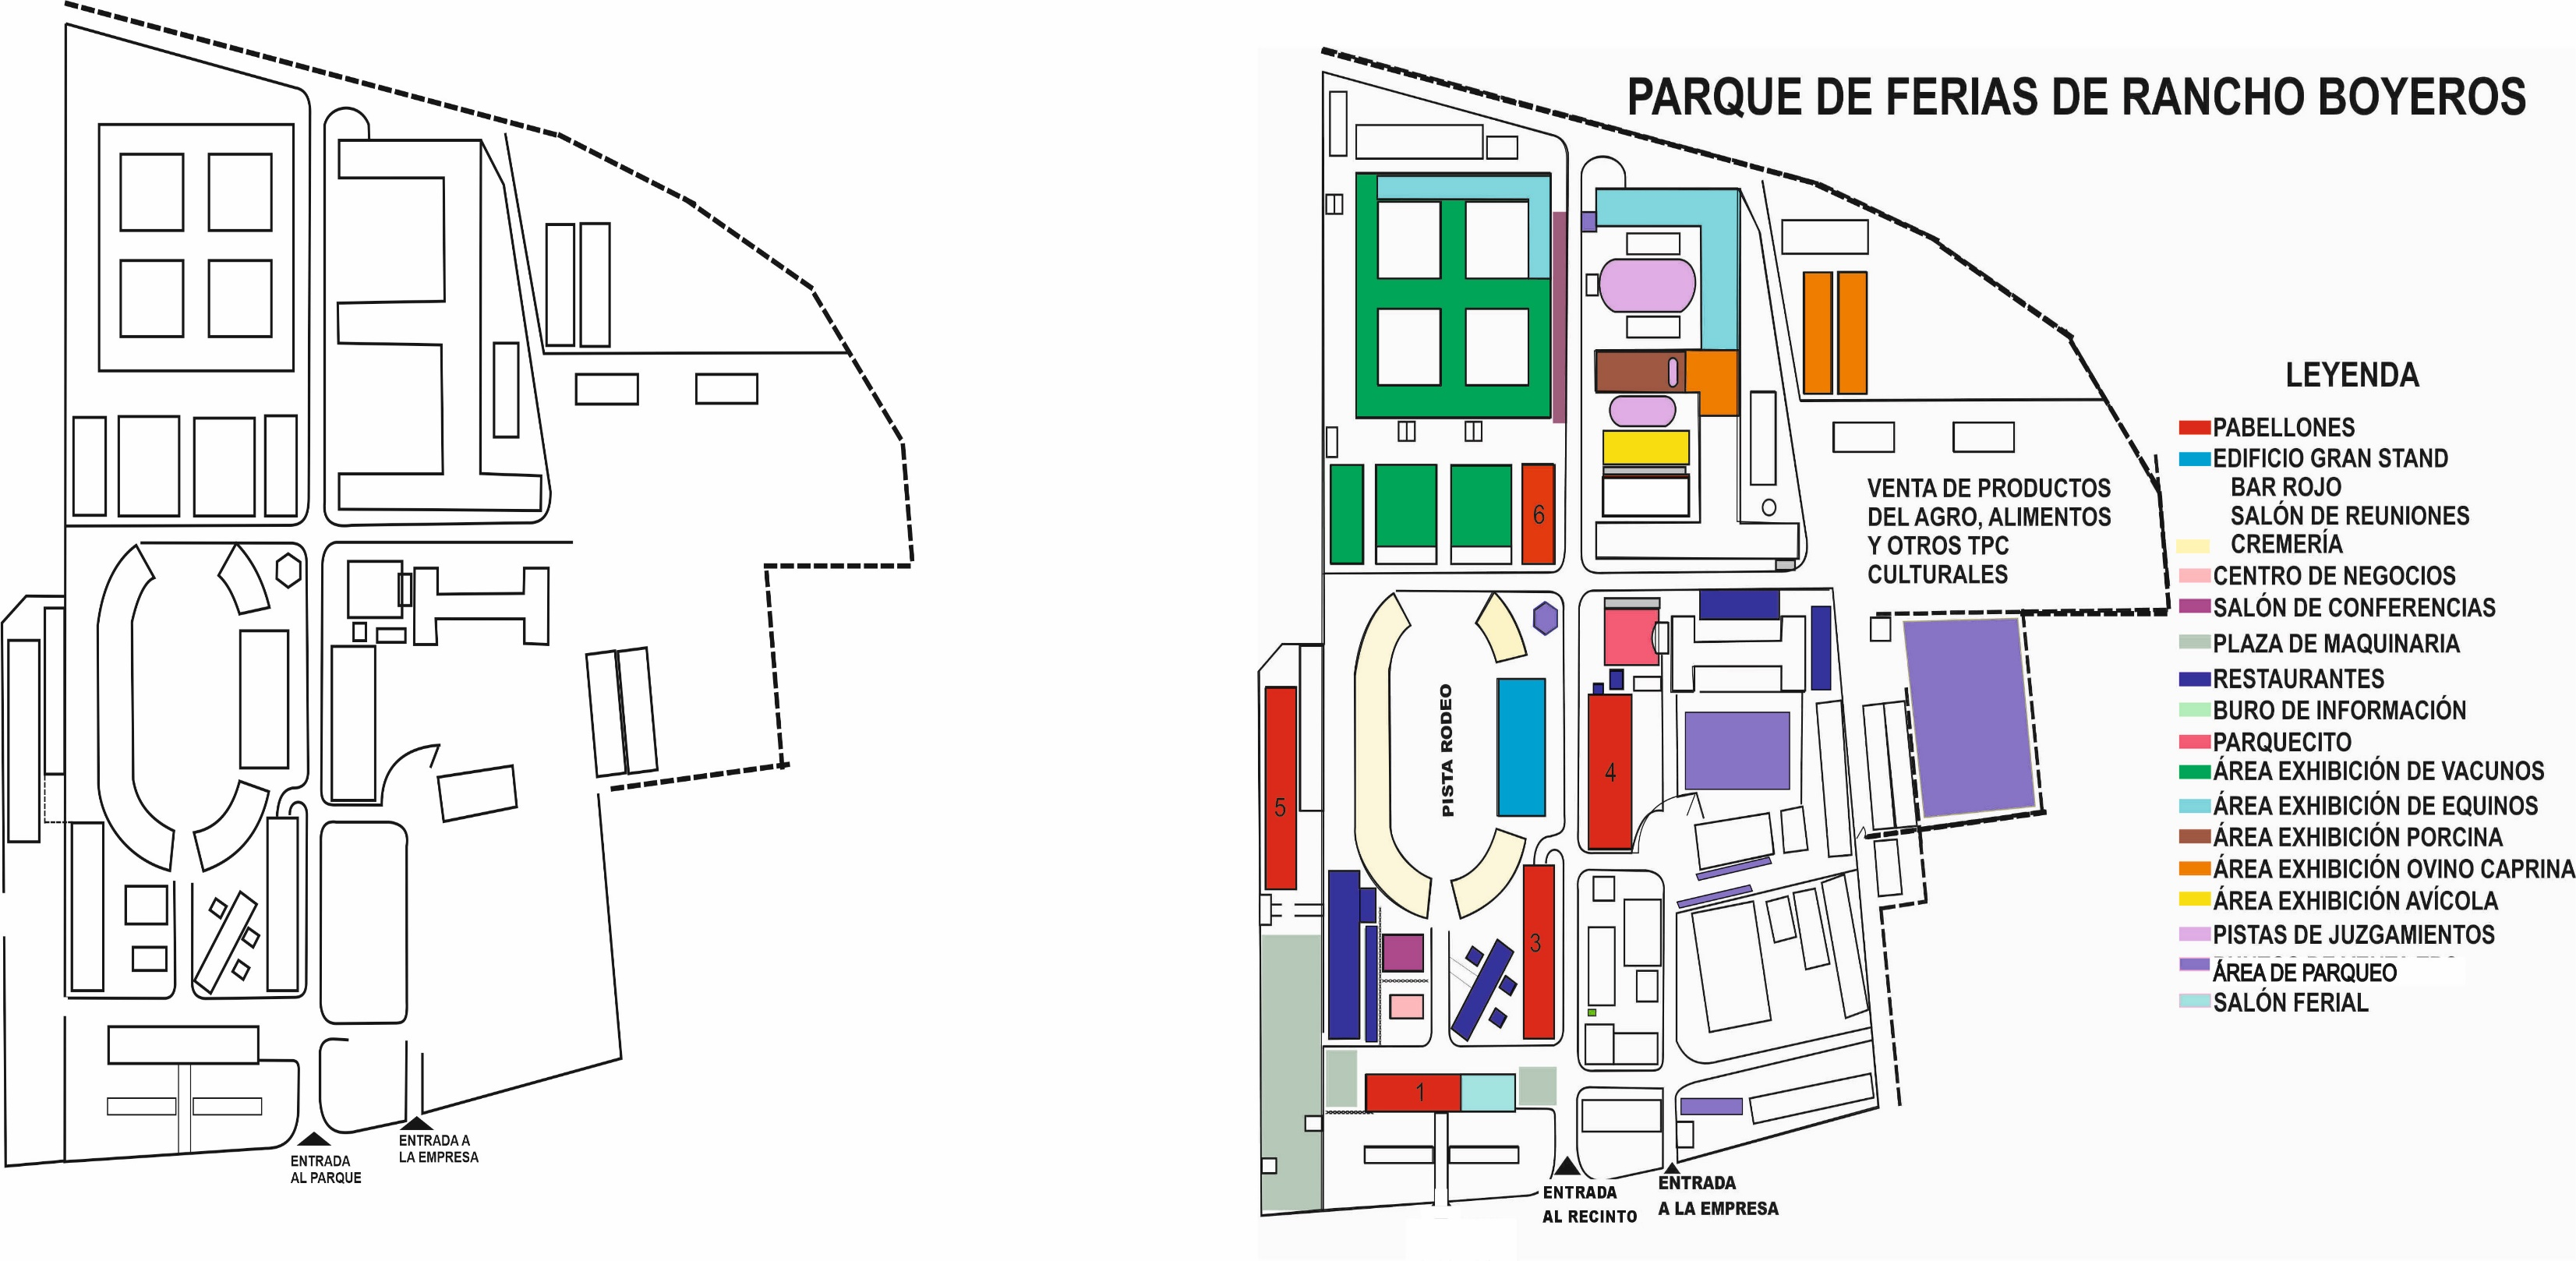 PARQUE DE FERIAS DE RANCHO BOYEROS
LEYENDA
PABELLONES
EDIFICIO GRAN STAND
BAR ROJO
SALÓN DE REUNIONES
CREMERÍA
CENTRO DE NEGOCIOS
SALÓN DE CONFERENCIAS
PLAZA DE MAQUINARIA
RESTAURANTES
BURO DE INFORMACIÓN
PARQUECITO
ÁREA EXHIBICIÓN DE VACUNOS
ÁREA EXHIBICIÓN DE EQUINOS
ÁREA EXHIBICIÓN PORCINA
ÁREA EXHIBICIÓN OVINO CAPRINA
ÁREA EXHIBICIÓN AVÍCOLA
PISTAS DE JUZGAMIENTOS
ÁREA DE PARQUEO
SALÓN FERIAL
VENTA DE PRODUCTOS
DEL AGRO, ALIMENTOS
Y OTROS TPC
CULTURALES
6
PISTA RODEO
4
5
3
1
ENTRADA
AL RECINTO
ENTRADA
A LA EMPRESA
ENTRADA
AL PARQUE
ENTRADA A
LA EMPRESA